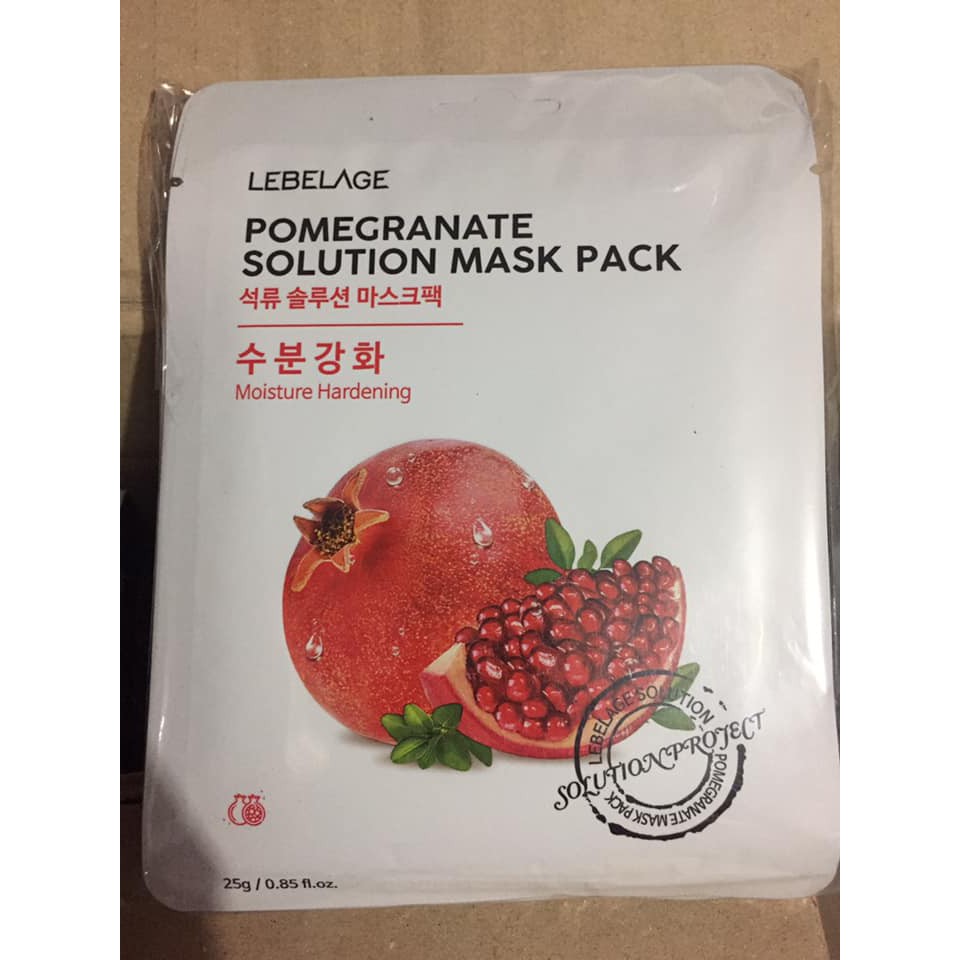 LEBELAGE
POMEGRANATE
SOLUTION MASK PACK
석류 솔루션 마스크팩
수분강화
Moisture Hardening
LEBELAGE SOLUTION
SOLUTION PROJECT
POMEGRANATE MASK PACK
25g / 0.85 fl.oz.